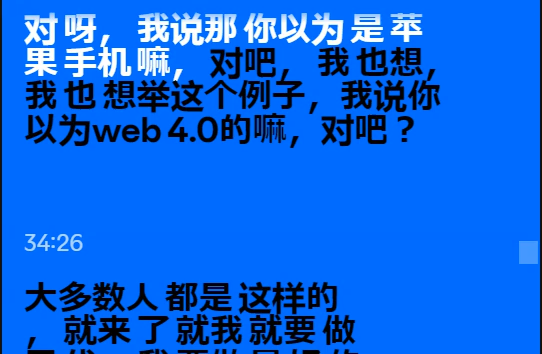 对呀，我说那你以为是苹
果手机嘛，对吧，我也想，
我也想举这个例子，我说你
以为web4.0的嘛，对吧？
34:26
大多数人都是这样的
，就来了就我就要做